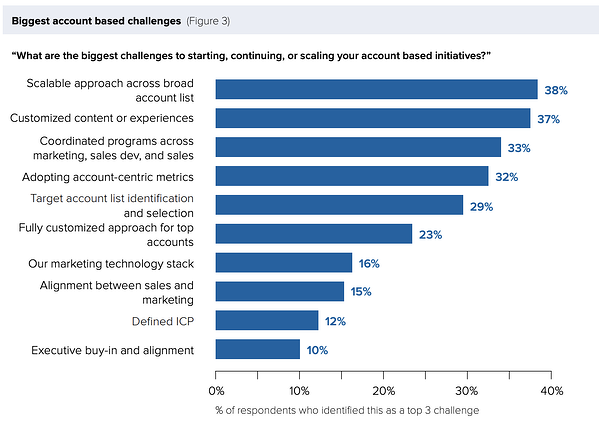 Biggest account based challenges (Figure 3)
“What are the biggest challenges to starting, continuing, or scaling your account based initiatives?”
Scalable approach across broad
account list
38%
Customized content or experiences
37%
Coordinated programs across
marketing, sales dev, and sales
33%
Adopting account-centric metrics
32%
Target account list identification
and selection
29%
Fully customized approach for top
accounts
23%
Our marketing technology stack
16%
Alignment between sales and
marketing
15%
Defined ICP
12%
Executive buy-in and alignment
10%
0% 10% 20% 30% 40%
% of respondents who identified this as a top 3 challenge